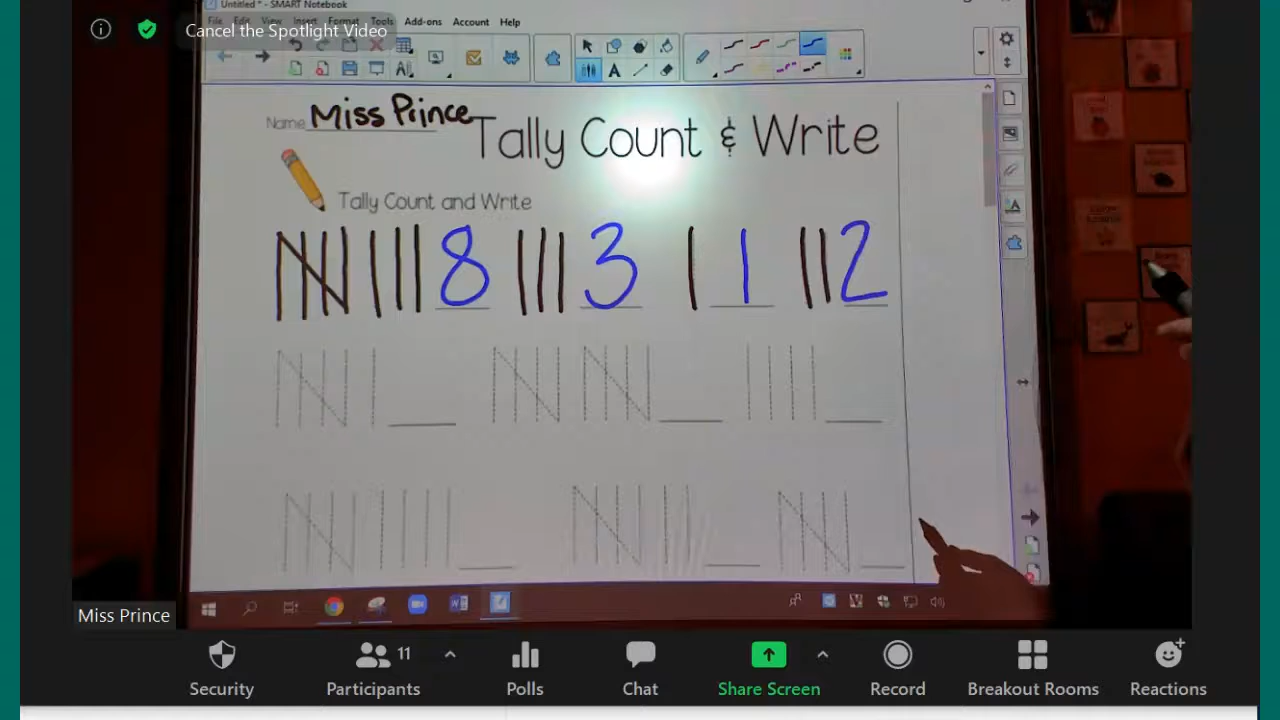 Untitled * - SMART Notebook
File Edit View Insert Format Tools Add-ons Account Help
Cancel the Spotlight Video
Name Miss Prince
Tally Count & Write
Tally Count and Write
8 3 1 2
Miss Prince
11
Security Participants Polls Chat Share Screen Record Breakout Rooms Reactions